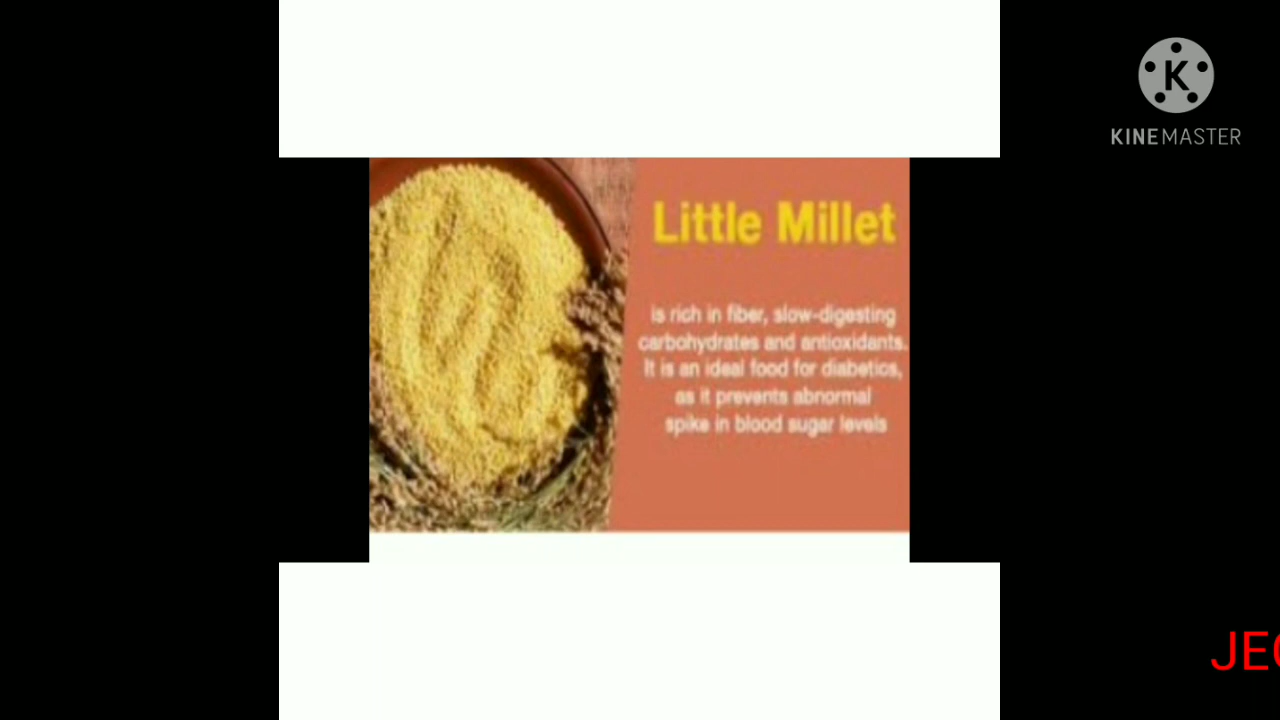 KINEMASTER
Little Millet
is rich in fiber, slow-digesting
carbohydrates and antioxidants.
It is an ideal food for diabetics,
as it prevents abnormal
spike in blood sugar levels